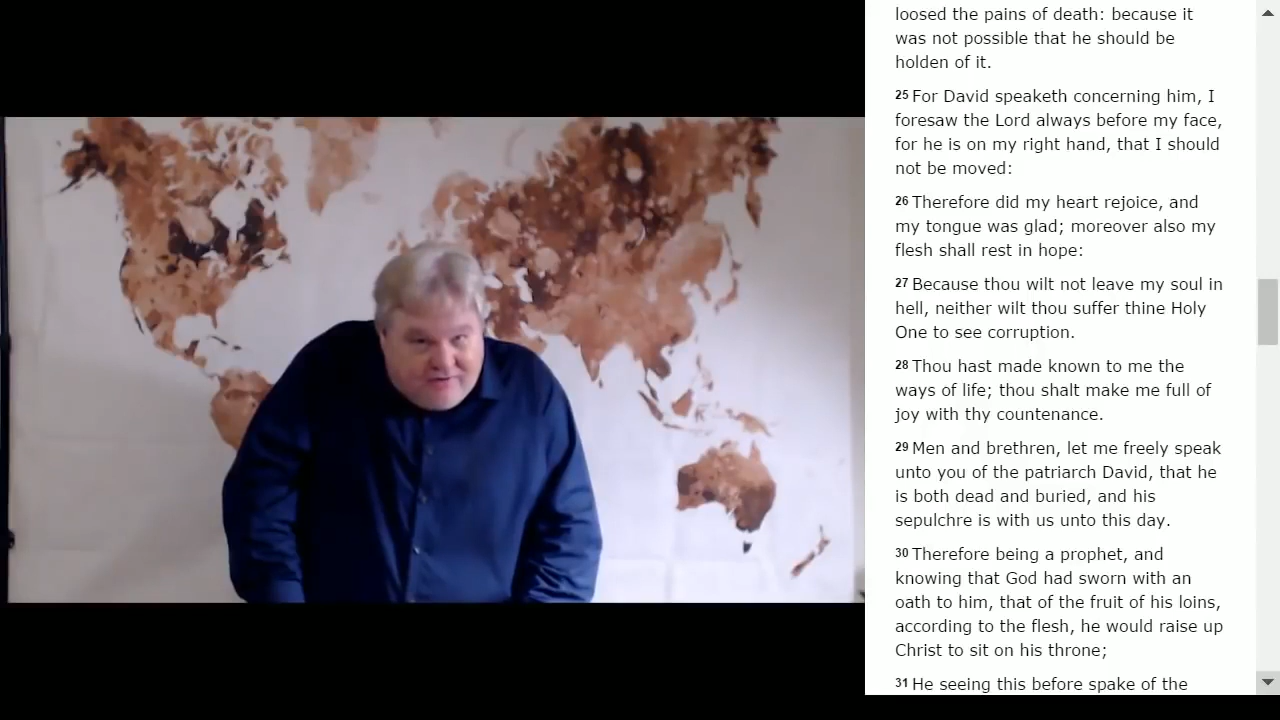 loosed the pains of death: because it
was not possible that he should be
holden of it.
25 For David speaketh concerning him, I
foresaw the Lord always before my face,
for he is on my right hand, that I should
not be moved:
26 Therefore did my heart rejoice, and
my tongue was glad; moreover also my
flesh shall rest in hope:
27 Because thou wilt not leave my soul in
hell, neither wilt thou suffer thine Holy
One to see corruption.
28 Thou hast made known to me the
ways of life; thou shalt make me full of
joy with thy countenance.
29 Men and brethren, let me freely speak
unto you of the patriarch David, that he
is both dead and buried, and his
sepulchre is with us unto this day.
30 Therefore being a prophet, and
knowing that God had sworn with an
oath to him, that of the fruit of his loins,
according to the flesh, he would raise up
Christ to sit on his throne;
31 He seeing this before spake of the